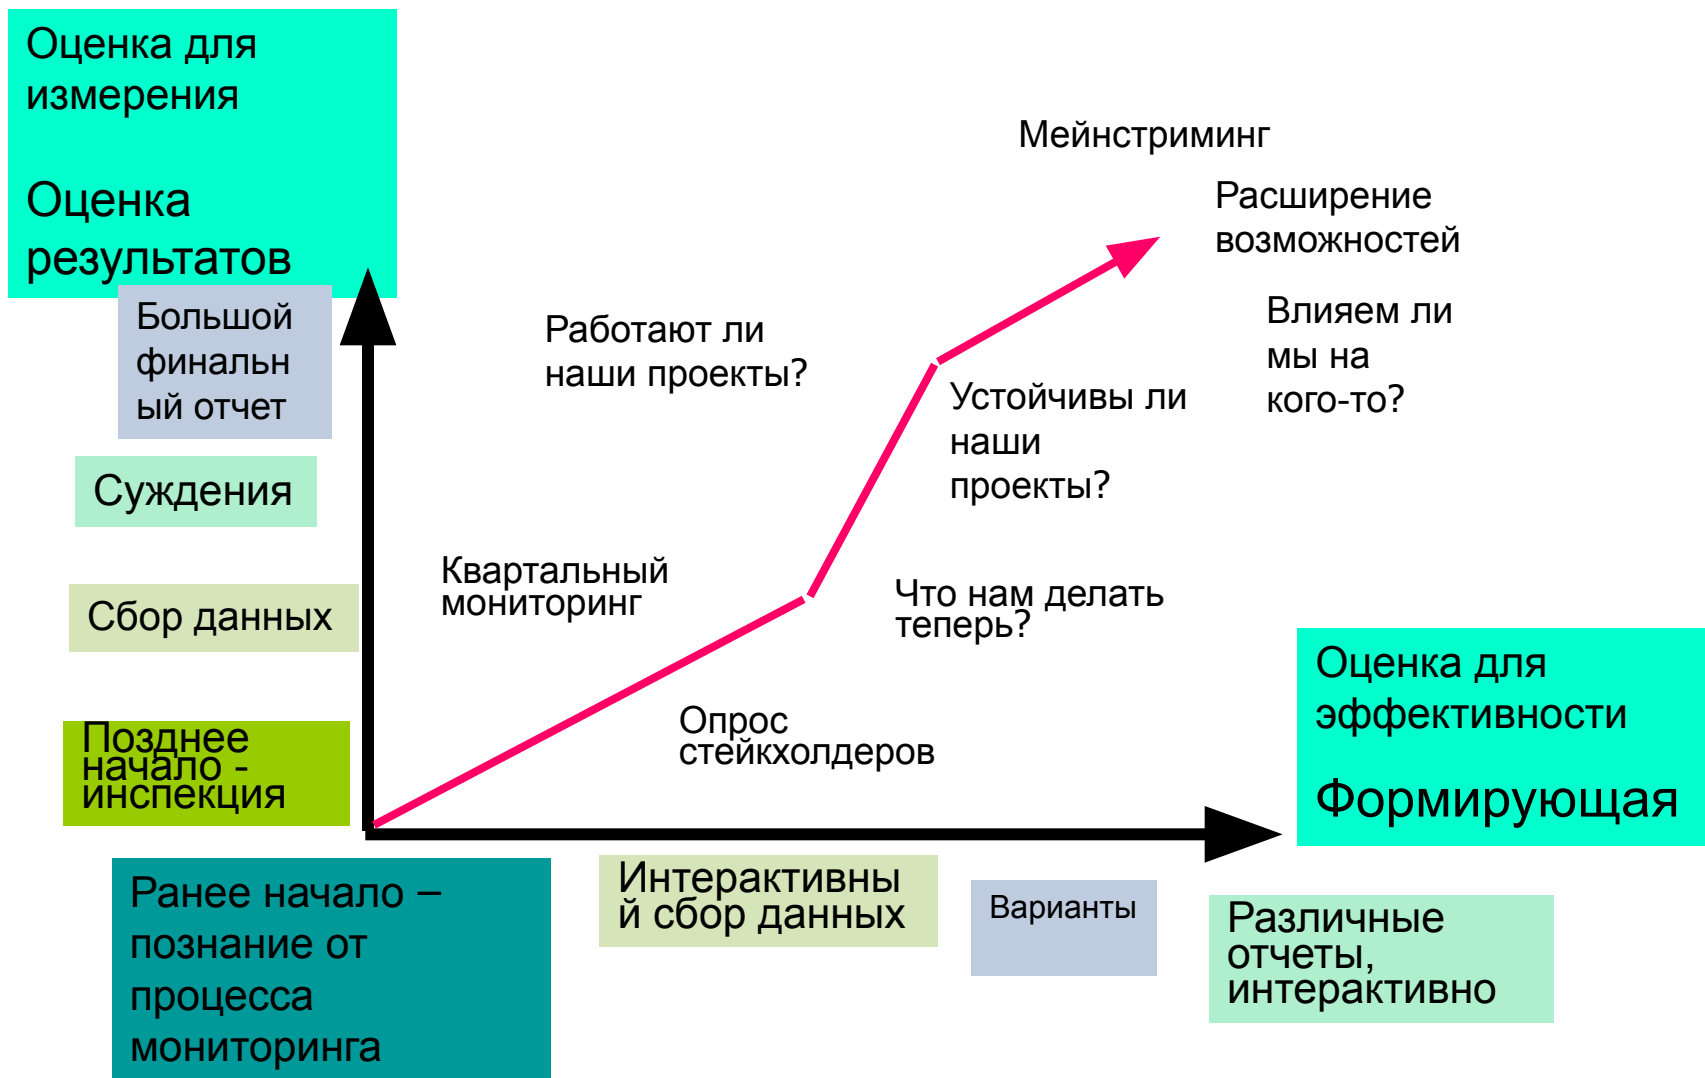 Оценка для
измерения
Оценка
результатов
Большой
финальн
ый отчет
Суждения
Сбор данных
Позднее
начало -
инспекция
Мейнстриминг
Расширение
возможностей
Влияем ли
мы на
кого-то?
Работают ли
наши проекты?
Устойчивы ли
наши
проекты?
Квартальный
мониторинг
Что нам делать
теперь?
Опрос
стейкхолдеров
Оценка для
эффективности
Формирующая
Ранее начало –
познание от
процесса
мониторинга
Интерактивны
й сбор данных
Варианты
Различные
отчеты,
интерактивно